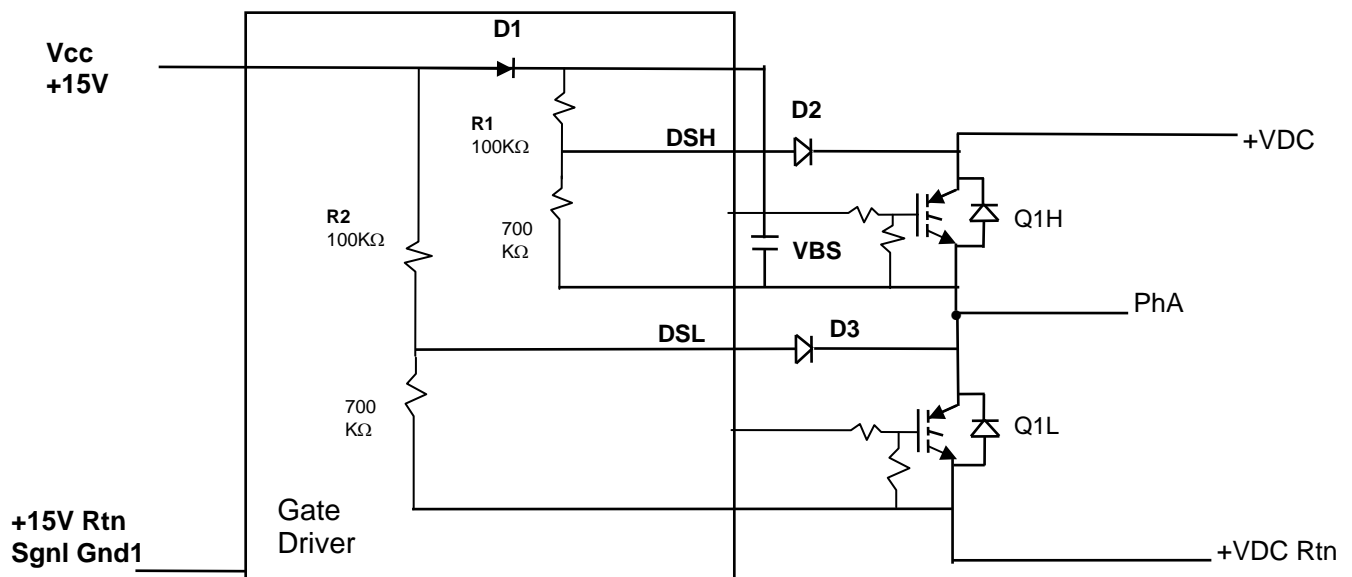 D1
Vcc
+15V
R1
100KΩ
DSH
D2
+VDC
R2
100KΩ
700
KΩ
VBS
Q1H
PhA
DSL
D3
700
KΩ
Q1L
Gate
Driver
+15V Rtn
Sgnl Gnd1
+VDC Rtn